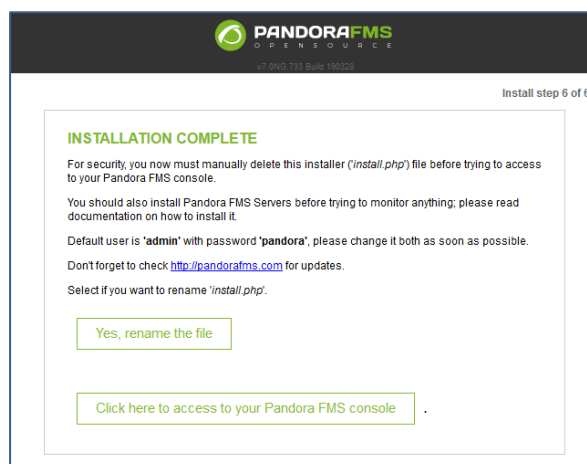 PANDORAFMS
OPENSOURCE
v7.0NG.733 Build 190328
Install step 6 of 6
INSTALLATION COMPLETE
For security, you now must manually delete this installer ('install.php') file before trying to access
to your Pandora FMS console.
You should also install Pandora FMS Servers before trying to monitor anything; please read
documentation on how to install it.
Default user is 'admin' with password 'pandora', please change it both as soon as possible.
Don't forget to check http://pandorafms.com for updates.
Select if you want to rename 'install.php'.
Yes, rename the file
Click here to access to your Pandora FMS console .